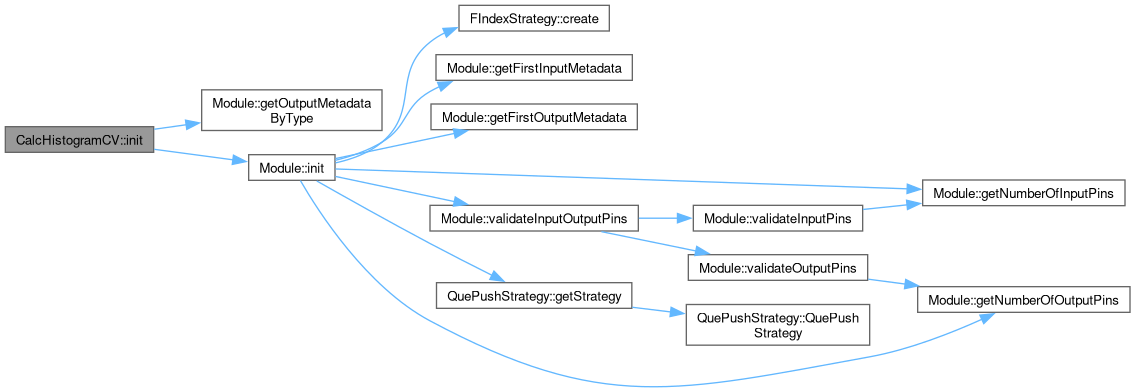 FIndexStrategy::create
Module::getFirstInputMetadata
Module::getOutputMetadata
ByType
Module::getFirstOutputMetadata
CalcHistogramCV::init
Module::init
Module::getNumberOfInputPins
Module::validateInputOutputPins
Module::validateInputPins
Module::validateOutputPins
QuePushStrategy::getStrategy
Module::getNumberOfOutputPins
QuePushStrategy::QuePush
Strategy